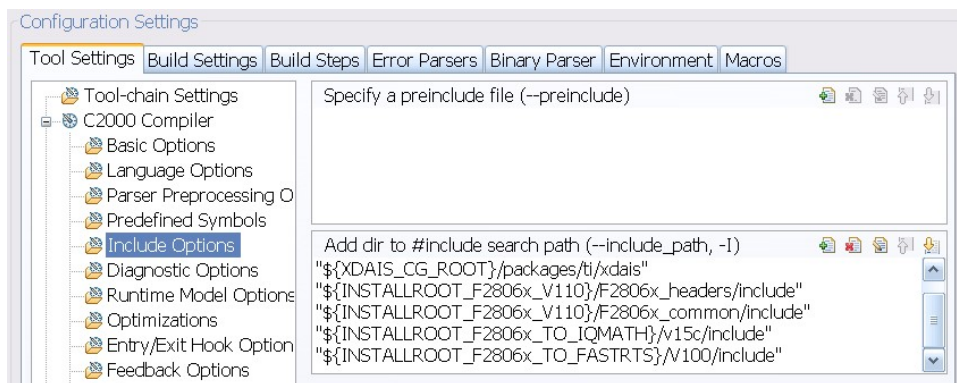 Configuration Settings
Tool Settings Build Settings Build Steps Error Parsers Binary Parser Environment Macros
Tool-chain Settings
C2000 Compiler
Basic Options
Language Options
Parser Preprocessing O
Predefined Symbols
Include Options
Diagnostic Options
Runtime Model Options
Optimizations
Entry/Exit Hook Option
Feedback Options
Specify a preinclude file (--preinclude)
Add dir to #include search path (--include_path, -I)
"${XDAIS_CG_ROOT}/packages/ti/xdais"
"${INSTALLROOT_F2806x_V110}/F2806x_headers/include"
"${INSTALLROOT_F2806x_V110}/F2806x_common/include"
"${INSTALLROOT_F2806x_TO_IQMATH}/v15c/include"
"${INSTALLROOT_F2806x_TO_FASTRTS}/V100/include"